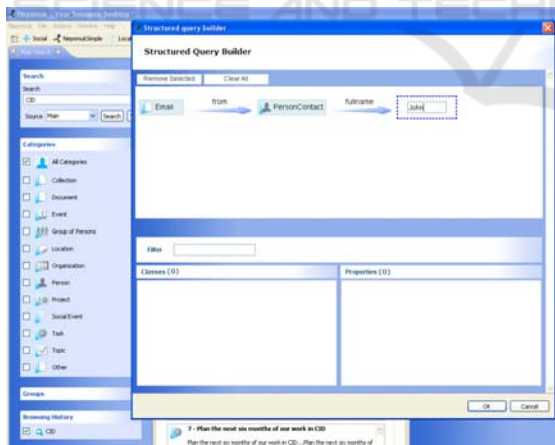 Structured query builder
Structured Query Builder
Remove Selected Clear All
Email from PersonContact fullname John
Filter
Classes (0) Properties (0)
Ok Cancel
Social NepomukSimple
Search
Search
CID
Source Main Search
Categories
All Categories
Collection
Document
Event
Group of Persons
Location
Organization
Person
Project
Social Event
Task
Topic
Other
Groups
Browsing History
CID
7 - Plan the next six months of our work in CID
Plan the next six months of our work in CID...Plan the next six months of